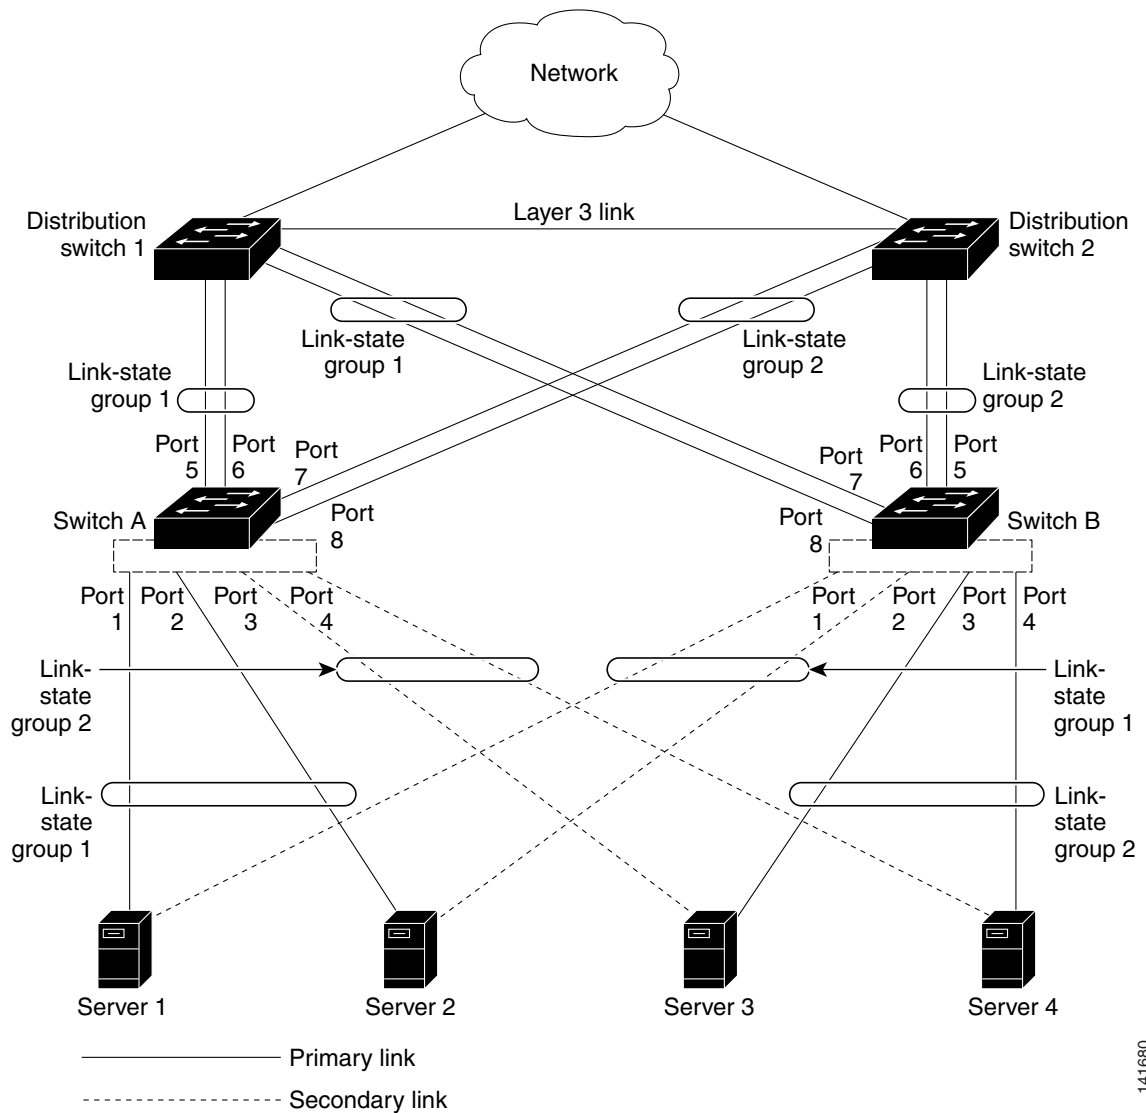 Network
Layer 3 link
Distribution
switch 1
Distribution
switch 2
Link-state
group 1
Link-state
group 2
Link-state
group 1
Link-state
group 2
Port
5
Port
6
Port
7
Port
8
Port
7
Port
6
Port
5
Port
8
Switch A
Switch B
Port
1
Port
2
Port
3
Port
4
Port
1
Port
2
Port
3
Port
4
Link-
state
group 2
Link-
state
group 1
Link-
state
group 1
Link-
state
group 2
Server 1
Server 2
Server 3
Server 4
Primary link
Secondary link
141680